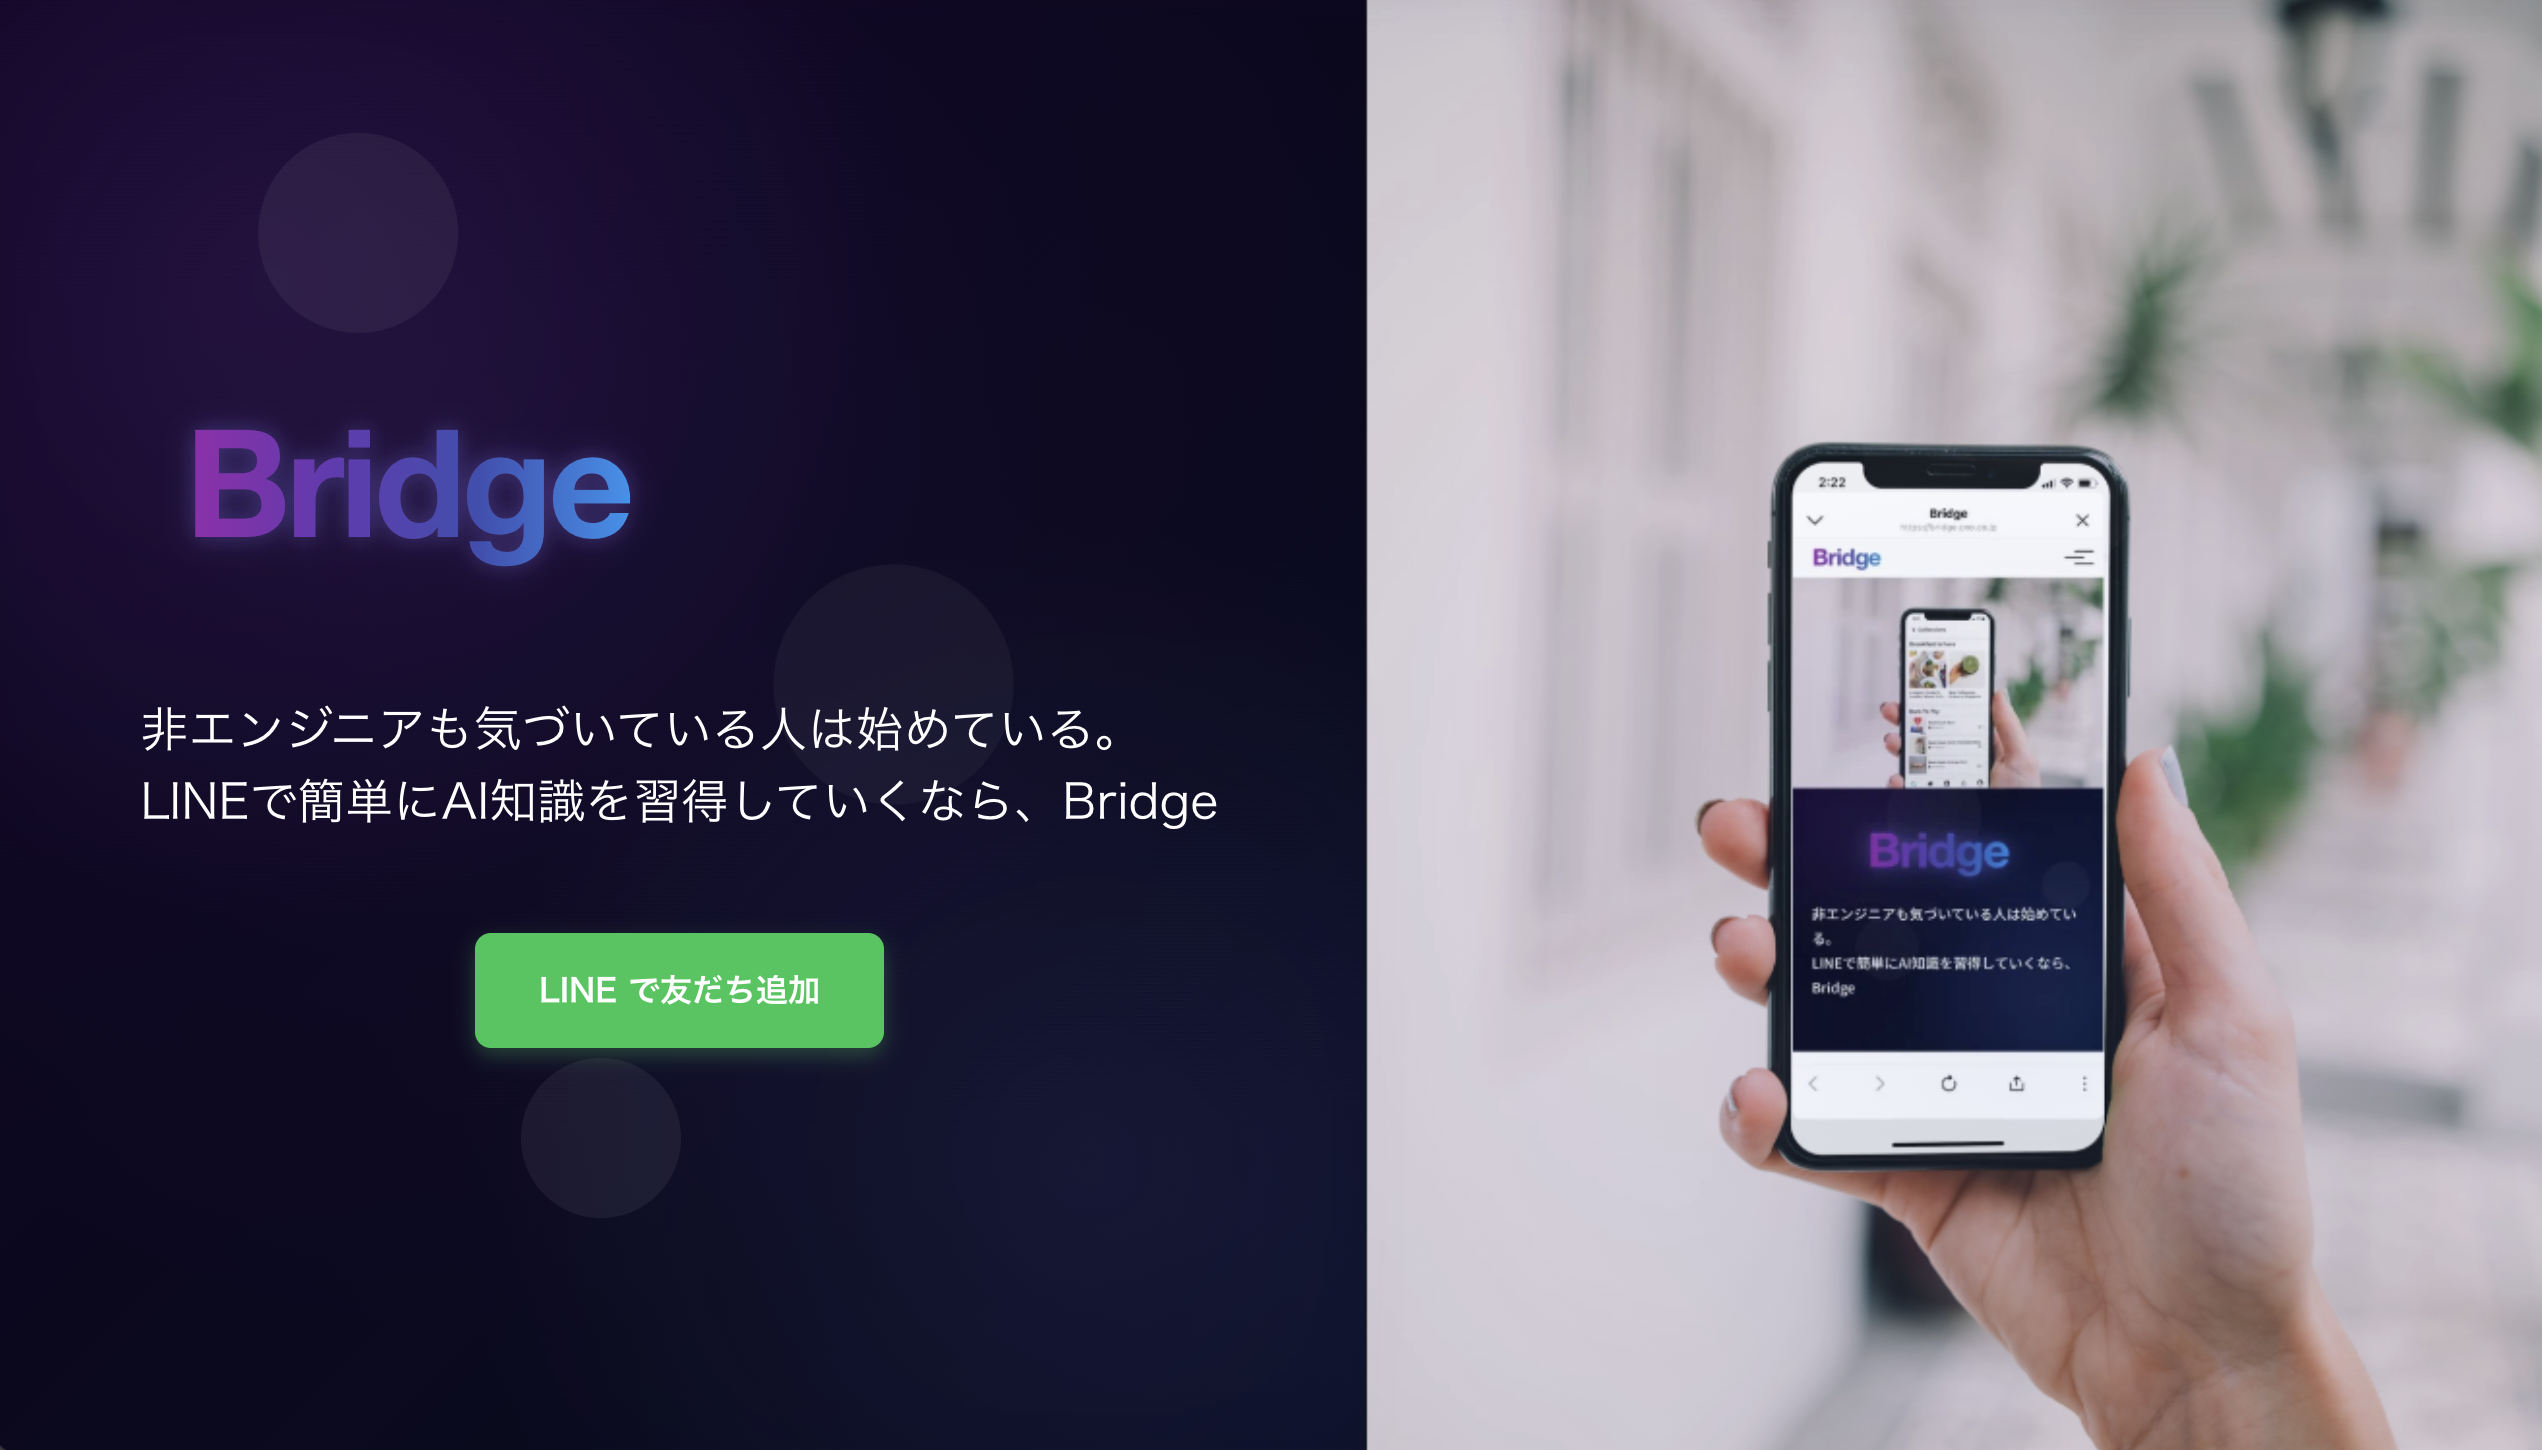 Bridge
非エンジニアも気づいている人は始めている。
LINEで簡単にAI知識を習得していくなら、Bridge
LINE で友だち追加
2:22
Bridge
Bridge
Bridge
非エンジニアも気づいている人は始めてい
る。
LINEで簡単にAI知識を習得していくなら、
Bridge